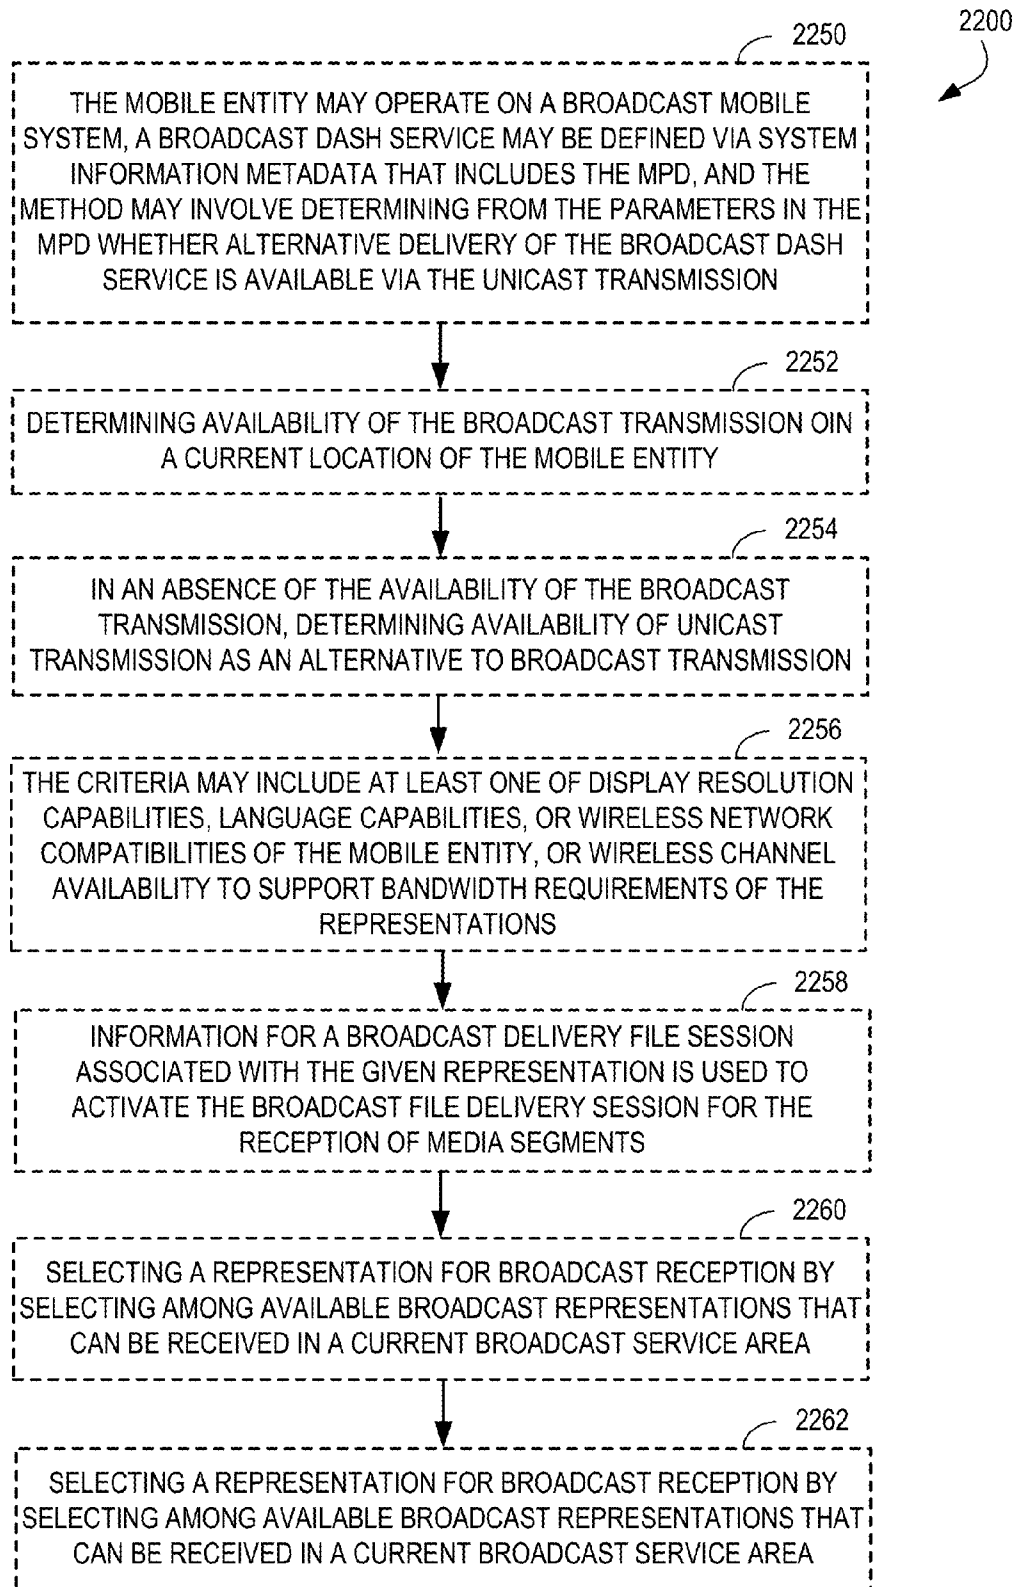 2200
2250
THE MOBILE ENTITY MAY OPERATE ON A BROADCAST MOBILE
SYSTEM, A BROADCAST DASH SERVICE MAY BE DEFINED VIA SYSTEM
INFORMATION METADATA THAT INCLUDES THE MPD, AND THE
METHOD MAY INVOLVE DETERMINING FROM THE PARAMETERS IN THE
MPD WHETHER ALTERNATIVE DELIVERY OF THE BROADCAST DASH
SERVICE IS AVAILABLE VIA THE UNICAST TRANSMISSION
2252
DETERMINING AVAILABILITY OF THE BROADCAST TRANSMISSION OIN
A CURRENT LOCATION OF THE MOBILE ENTITY
2254
IN AN ABSENCE OF THE AVAILABILITY OF THE BROADCAST
TRANSMISSION, DETERMINING AVAILABILITY OF UNICAST
TRANSMISSION AS AN ALTERNATIVE TO BROADCAST TRANSMISSION
2256
THE CRITERIA MAY INCLUDE AT LEAST ONE OF DISPLAY RESOLUTION
CAPABILITIES, LANGUAGE CAPABILITIES, OR WIRELESS NETWORK
COMPATIBILITIES OF THE MOBILE ENTITY, OR WIRELESS CHANNEL
AVAILABILITY TO SUPPORT BANDWIDTH REQUIREMENTS OF THE
REPRESENTATIONS
2258
INFORMATION FOR A BROADCAST DELIVERY FILE SESSION
ASSOCIATED WITH THE GIVEN REPRESENTATION IS USED TO
ACTIVATE THE BROADCAST FILE DELIVERY SESSION FOR THE
RECEPTION OF MEDIA SEGMENTS
2260
SELECTING A REPRESENTATION FOR BROADCAST RECEPTION BY
SELECTING AMONG AVAILABLE BROADCAST REPRESENTATIONS THAT
CAN BE RECEIVED IN A CURRENT BROADCAST SERVICE AREA
2262
SELECTING A REPRESENTATION FOR BROADCAST RECEPTION BY
SELECTING AMONG AVAILABLE BROADCAST REPRESENTATIONS THAT
CAN BE RECEIVED IN A CURRENT BROADCAST SERVICE AREA